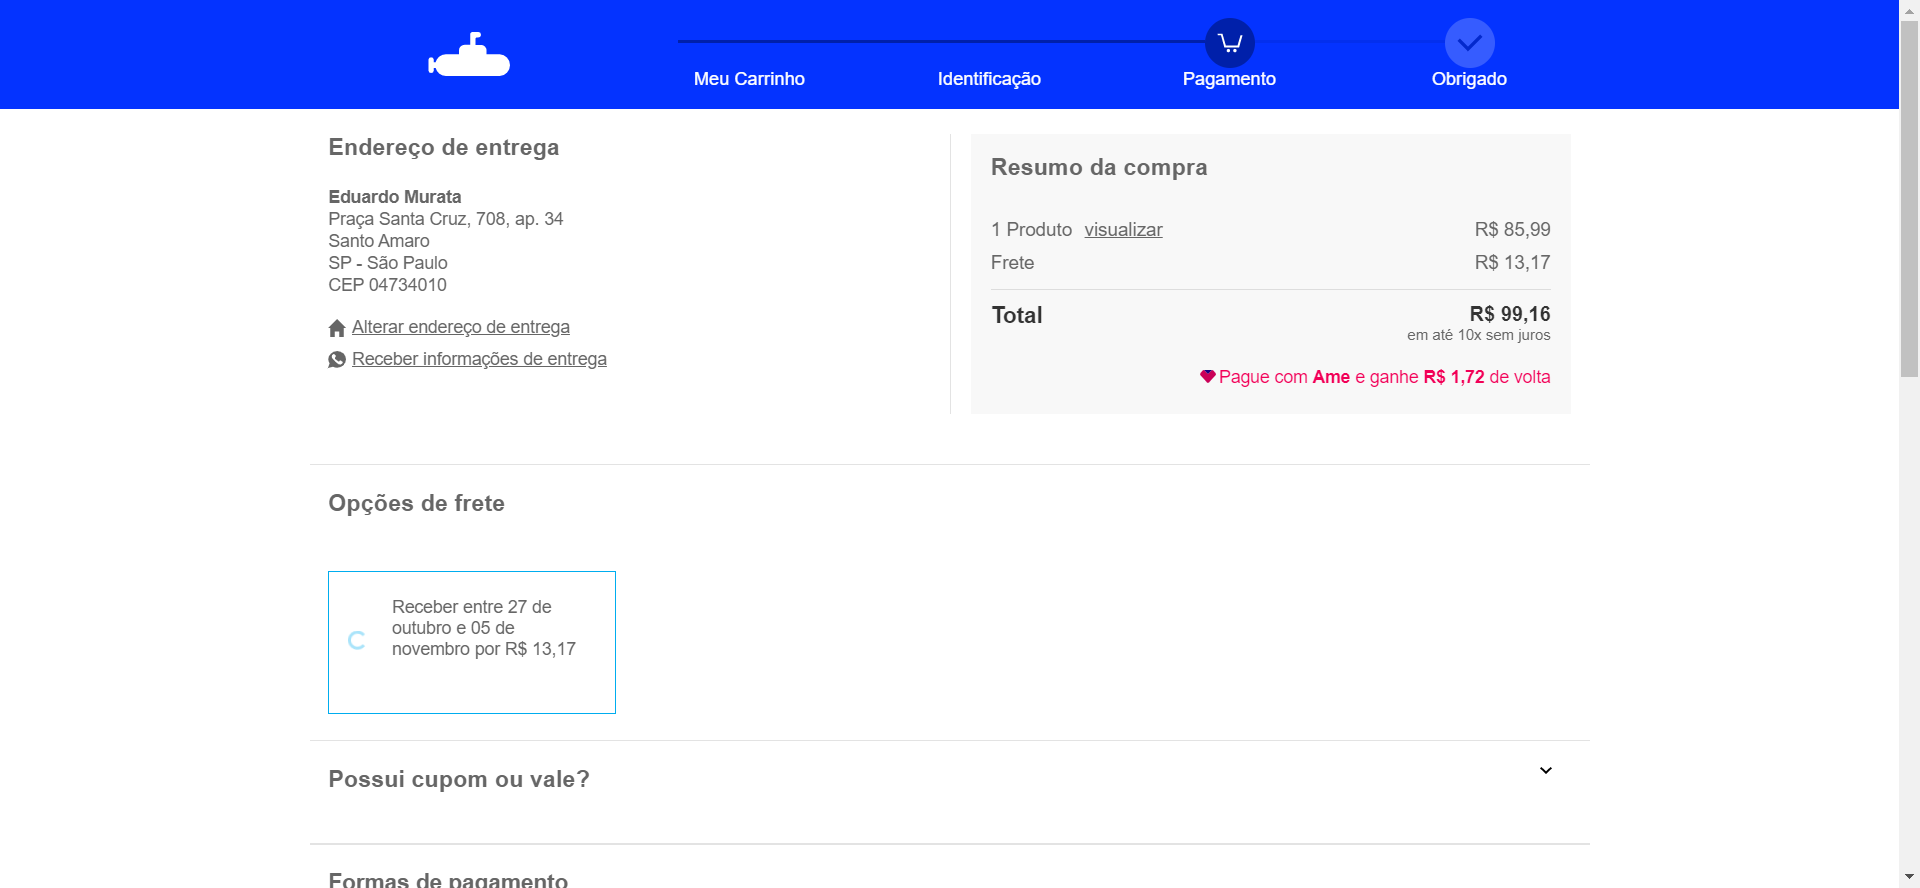 Meu Carrinho
Identificação
Pagamento
Obrigado
Endereço de entrega
Eduardo Murata
Praça Santa Cruz, 708, ap. 34
Santo Amaro
SP - São Paulo
CEP 04734010
Alterar endereço de entrega
Receber informações de entrega
Resumo da compra
1 Produto visualizar R$ 85,99
Frete R$ 13,17
Total R$ 99,16
em até 10x sem juros
Pague com Ame e ganhe R$ 1,72 de volta
Opções de frete
Receber entre 27 de
outubro e 05 de
novembro por R$ 13,17
Possui cupom ou vale?
Formas de pagamento